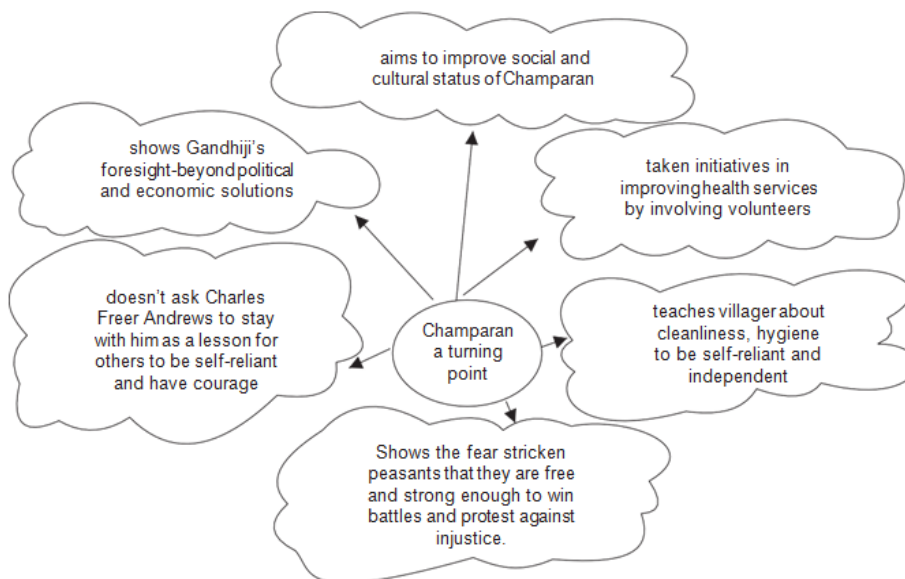 aims to improve social and
cultural status of Champaran
shows Gandhiji's
foresight-beyond political
and economic solutions
taken initiatives in
improving health services
by involving volunteers
doesn't ask Charles
Freer Andrews to stay
with him as a lesson for
others to be self-reliant
and have courage
Champaran
a turning
point
teaches villager about
cleanliness, hygiene
to be self-reliant and
independent
Shows the fear stricken
peasants that they are free
and strong enough to win
battles and protest against
injustice.